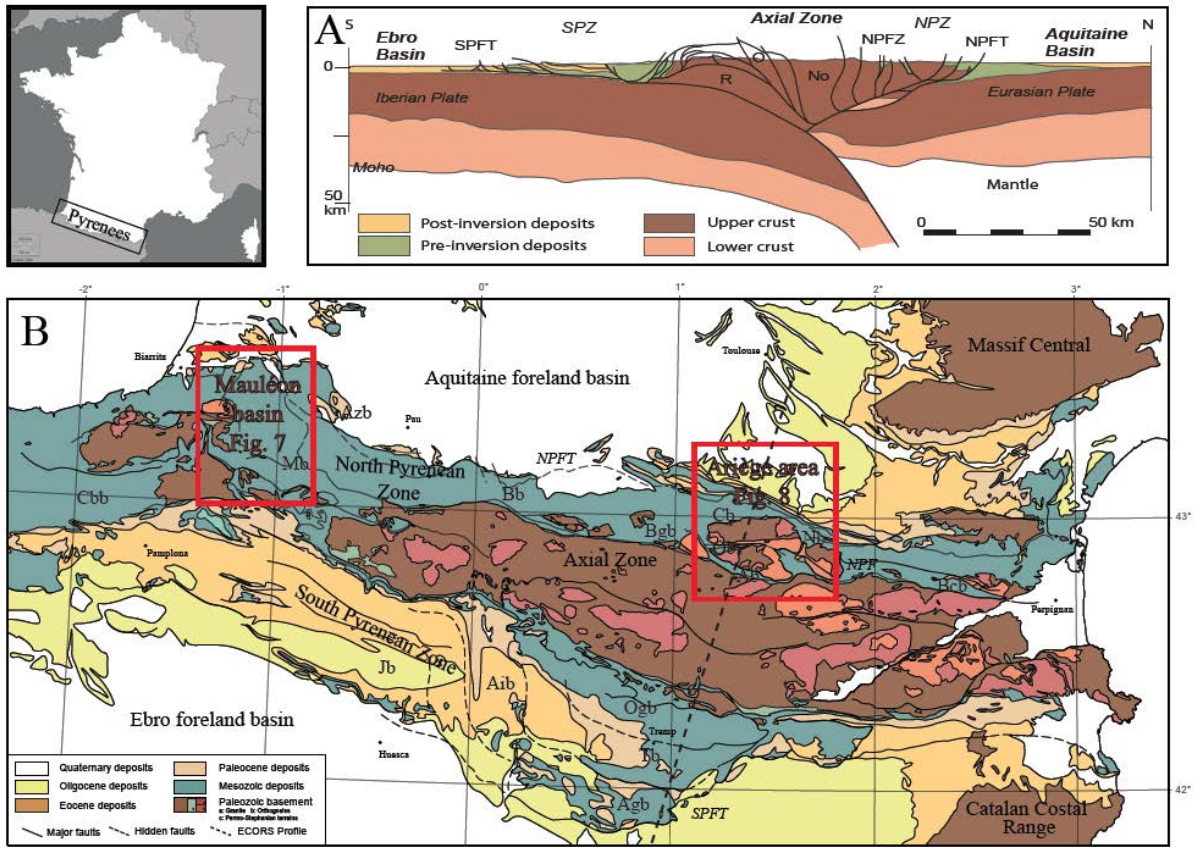 Pyrenees
A
S
Ebro
Basin
SPFT
SPZ
Axial Zone
NPZ
NPFZ
NPFT
Aquitaine
Basin
N
0
O
R
No
Iberian Plate
Eurasian Plate
Moho
Mantle
50
km
Post-inversion deposits
Pre-inversion deposits
Upper crust
Lower crust
0
50 km
-2°
-1°
0°
1°
2°
3°
B
Biarritz
Toulouse
Massif Central
Mauléon
basin
Fig. 7
Azb
Pau
Aquitaine foreland basin
Mb
North Pyrenean
Zone
NPFT
Bb
Ariège area
Fig. 8
Cb
Cbb
Bgb
43°
Pamplona
Axial Zone
NPF
Bcb
Perpignan
South Pyrenean Zone
Jb
Aib
Ogb
Tremp
Tb
Ebro foreland basin
Huesca
Agb
SPFT
42°
Catalan Costal
Range
Quaternary deposits
Oligocene deposits
Eocene deposits
Paleocene deposits
Mesozoic deposits
Paleozoic basement
a: Granite b: Orthogneiss
c: Permo-Stephanian terrains
Major faults
Hidden faults
ECORS Profile